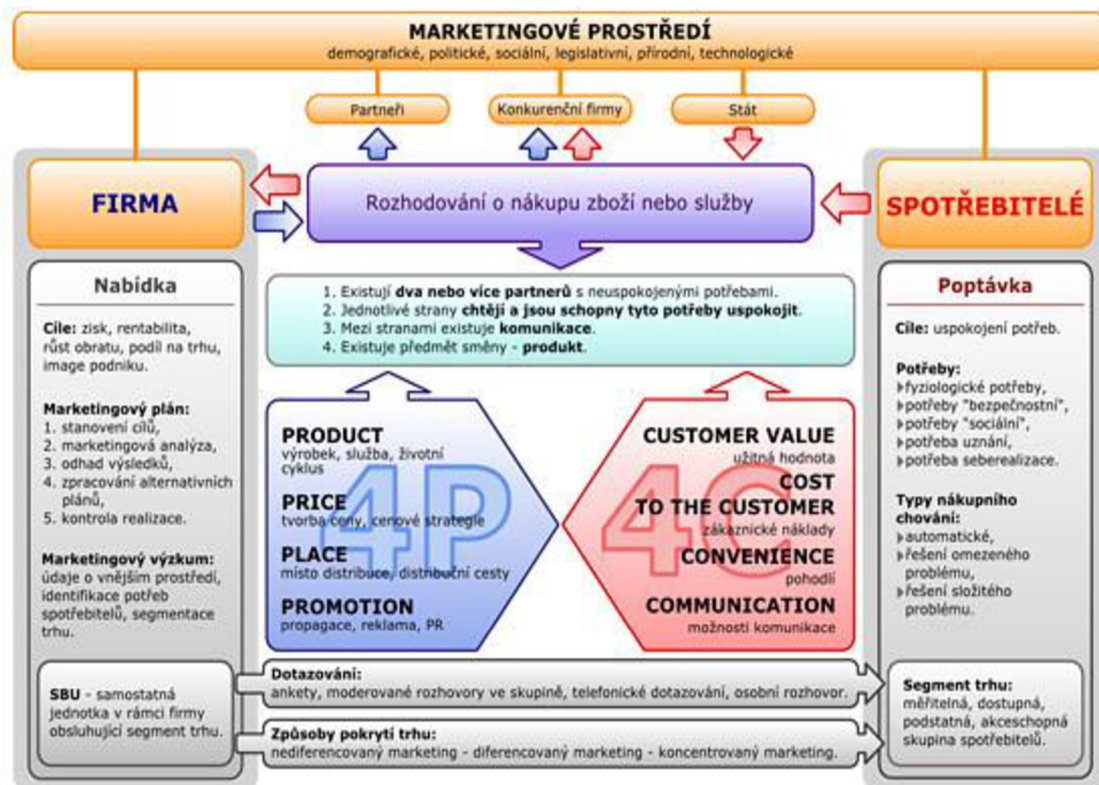 MARKETINGOVÉ PROSTŘEDÍ
demografické, politické, sociální, legislativní, přírodní, technologické
Partneři
Konkurenční firmy
Stát
FIRMA
Rozhodování o nákupu zboží nebo služby
SPOTŘEBITELÉ
Nabídka
Cíle: zisk, rentabilita,
růst obratu, podíl na trhu,
image podniku.
Marketingový plán:
1. stanovení cílů,
2. marketingová analýza,
3. odhad výsledků,
4. zpracování alternativních
plánů,
5. kontrola realizace.
Marketingový výzkum:
údaje o vnějším prostředí,
identifikace potřeb
spotřebitelů, segmentace
trhu.
SBU - samostatná
jednotka v rámci firmy
obsluhující segment trhu.
1. Existují dva nebo více partnerů s neuspokojenými potřebami.
2. Jednotlivé strany chtějí a jsou schopny tyto potřeby uspokojit.
3. Mezi stranami existuje komunikace.
4. Existuje předmět směny - produkt.
4P
PRODUCT
výrobek, služba, životní
cyklus
PRICE
tvorba ceny, cenové strategie
PLACE
místo distribuce, distribuční cesty
PROMOTION
propagace, reklama, PR
4C
CUSTOMER VALUE
užitná hodnota
COST
TO THE CUSTOMER
zákaznické náklady
CONVENIENCE
pohodlí
COMMUNICATION
možnosti komunikace
Dotazování:
ankety, moderované rozhovory ve skupině, telefonické dotazování, osobní rozhovor.
Způsoby pokrytí trhu:
nediferencovaný marketing - diferencovaný marketing - koncentrovaný marketing.
Poptávka
Cíle: uspokojení potřeb.
Potřeby:
fyziologické potřeby,
potřeby "bezpečnostní",
potřeby "sociální",
potřeba uznání,
potřeba seberealizace.
Typy nákupního
chování:
automatické,
řešení omezeného
problému,
řešení složitého
problému.
Segment trhu:
měřitelná, dostupná,
podstatná, akceschopná
skupina spotřebitelů.